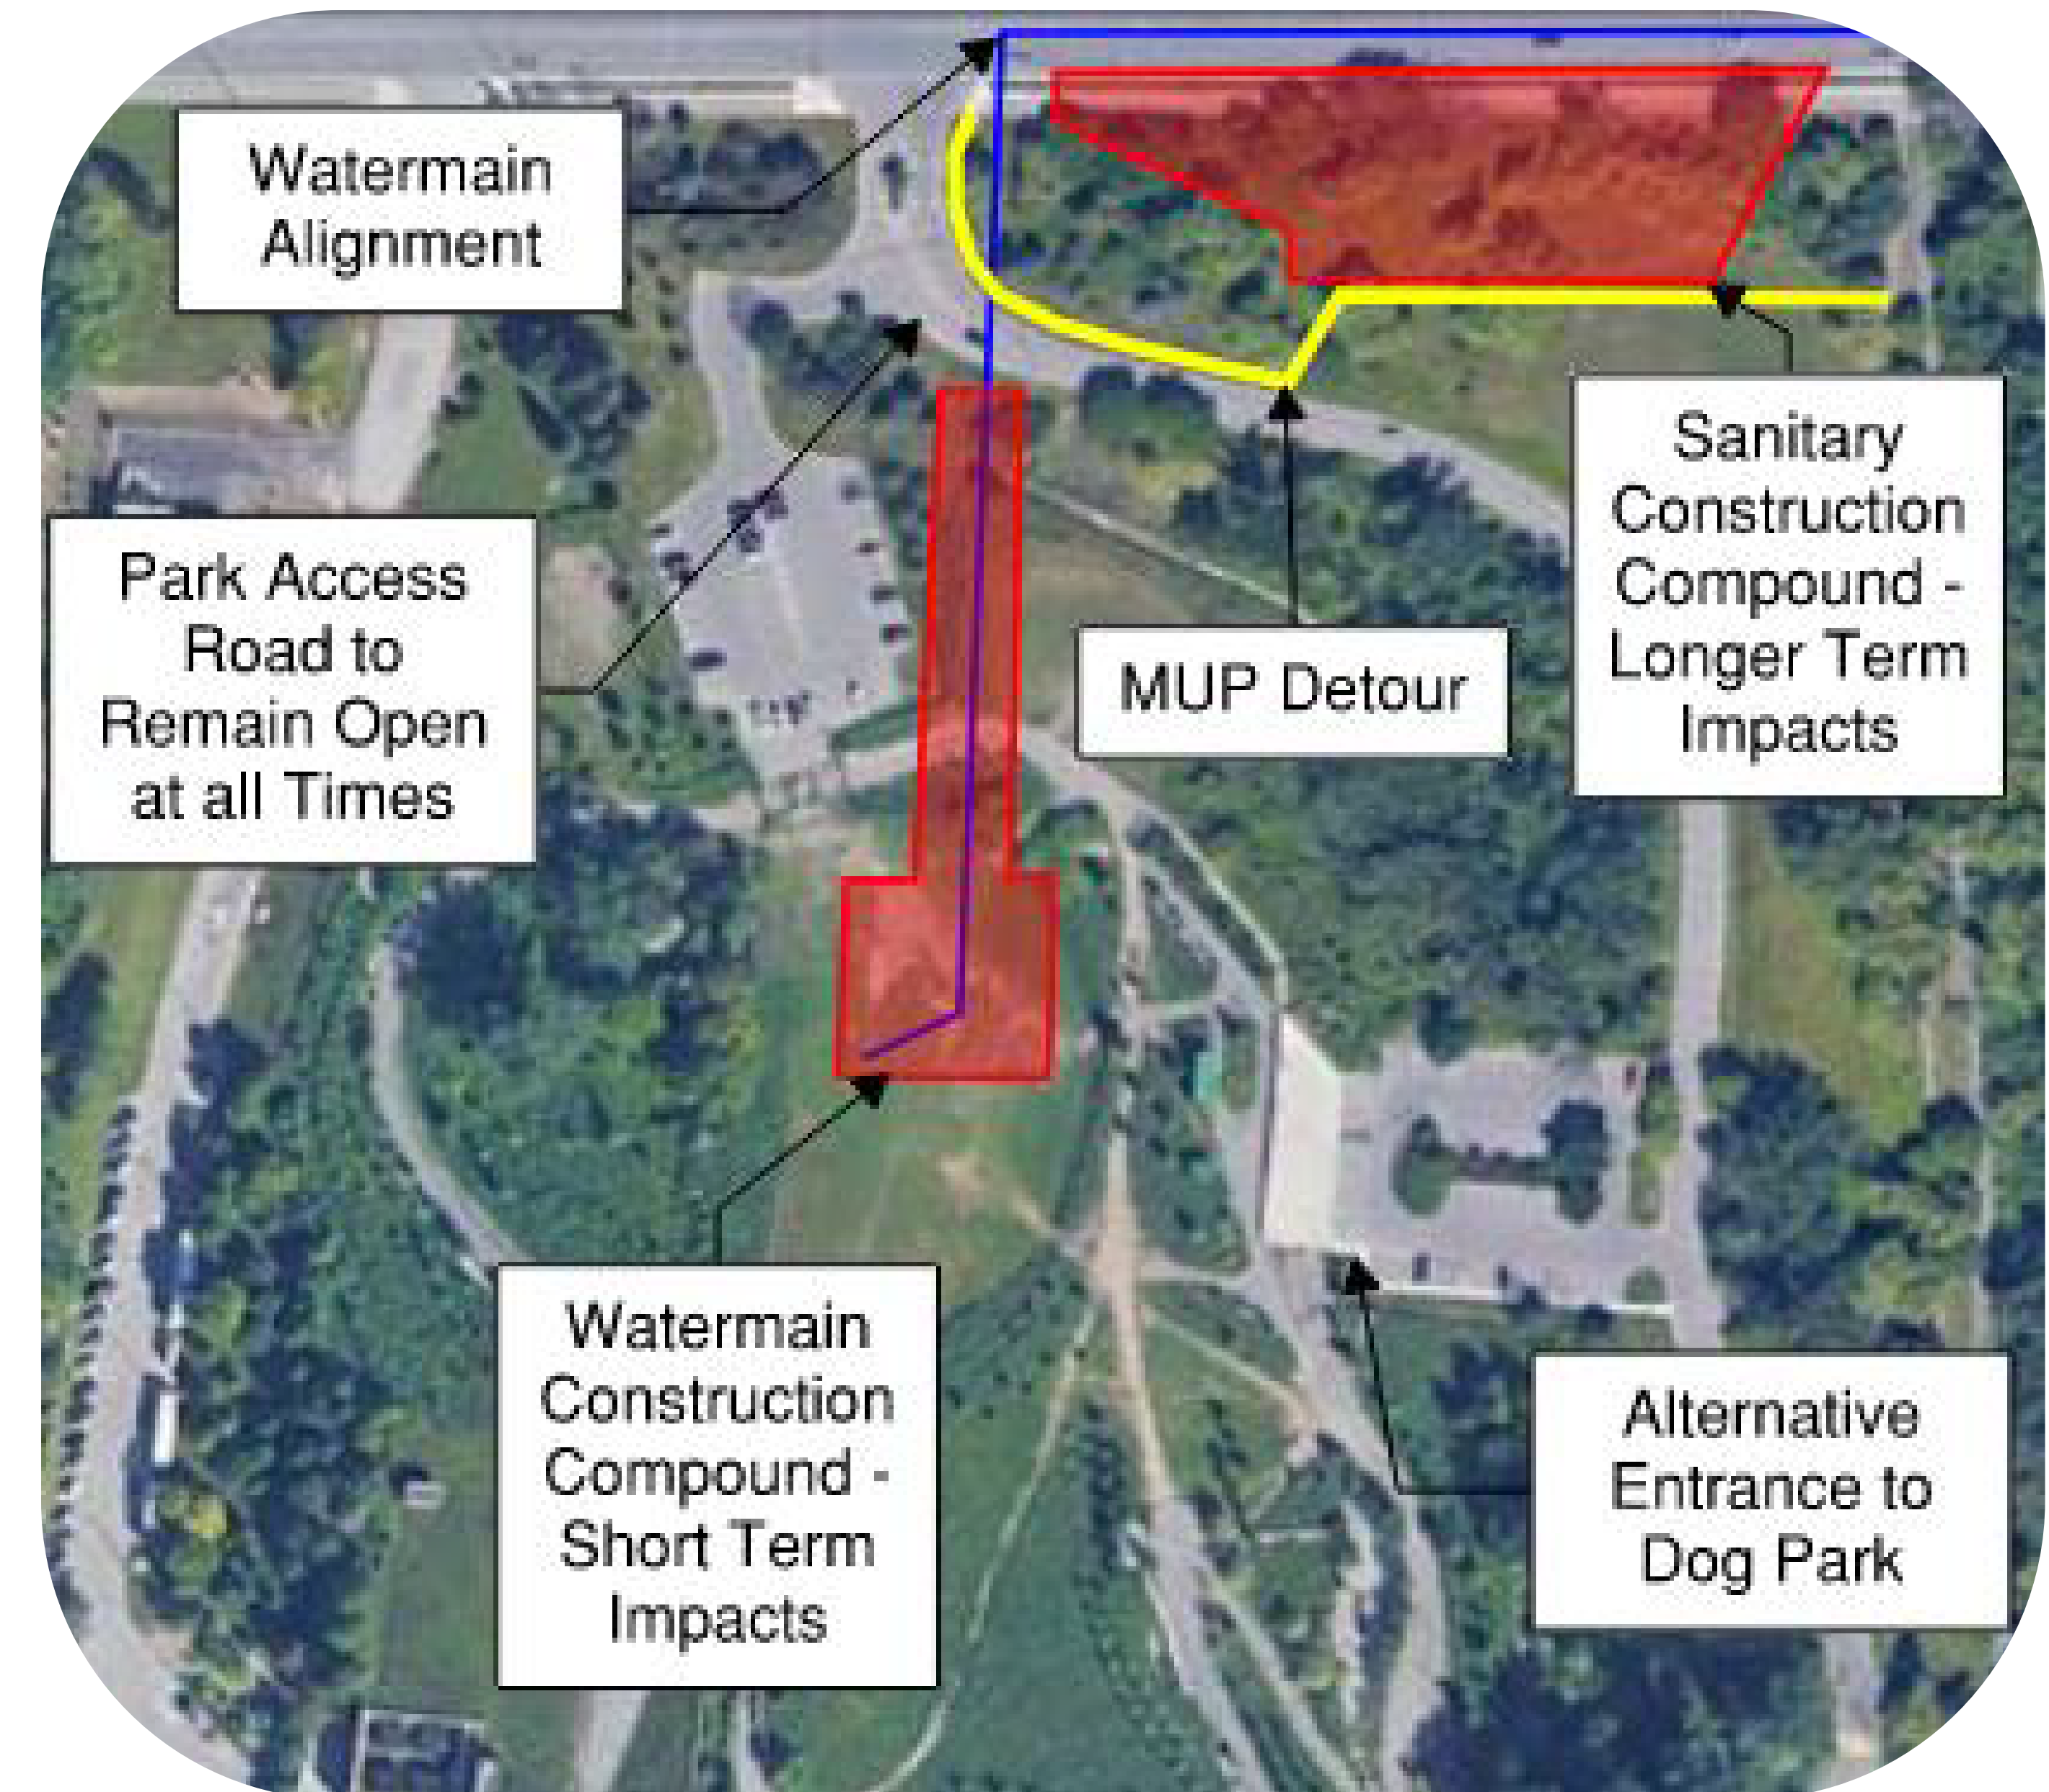 Watermain
Alignment
Park Access
Road to
Remain Open
at all Times
MUP Detour
Sanitary
Construction
Compound -
Longer Term
Impacts
Watermain
Construction
Compound -
Short Term
Impacts
Alternative
Entrance to
Dog Park